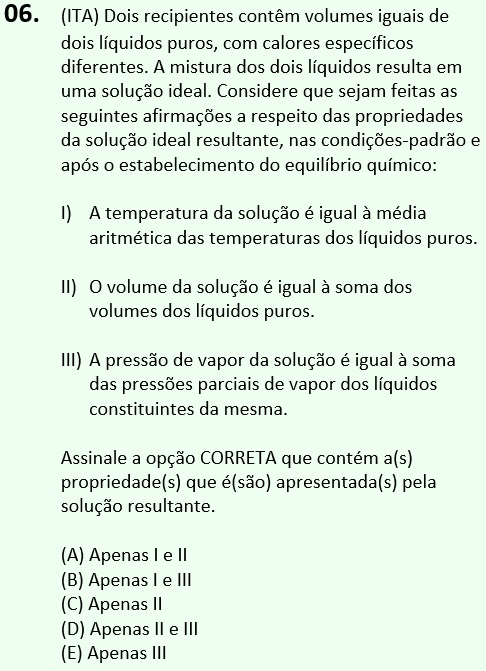 06. (ITA) Dois recipientes contêm volumes iguais de
dois líquidos puros, com calores específicos
diferentes. A mistura dos dois líquidos resulta em
uma solução ideal. Considere que sejam feitas as
seguintes afirmações a respeito das propriedades
da solução ideal resultante, nas condições-padrão e
após o estabelecimento do equilíbrio químico:
I) A temperatura da solução é igual à média
aritmética das temperaturas dos líquidos puros.
II) O volume da solução é igual à soma dos
volumes dos líquidos puros.
III) A pressão de vapor da solução é igual à soma
das pressões parciais de vapor dos líquidos
constituintes da mesma.
Assinale a opção CORRETA que contém a(s)
propriedade(s) que é(são) apresentada(s) pela
solução resultante.
(A) Apenas I e II
(B) Apenas I e III
(C) Apenas II
(D) Apenas II e III
(E) Apenas III